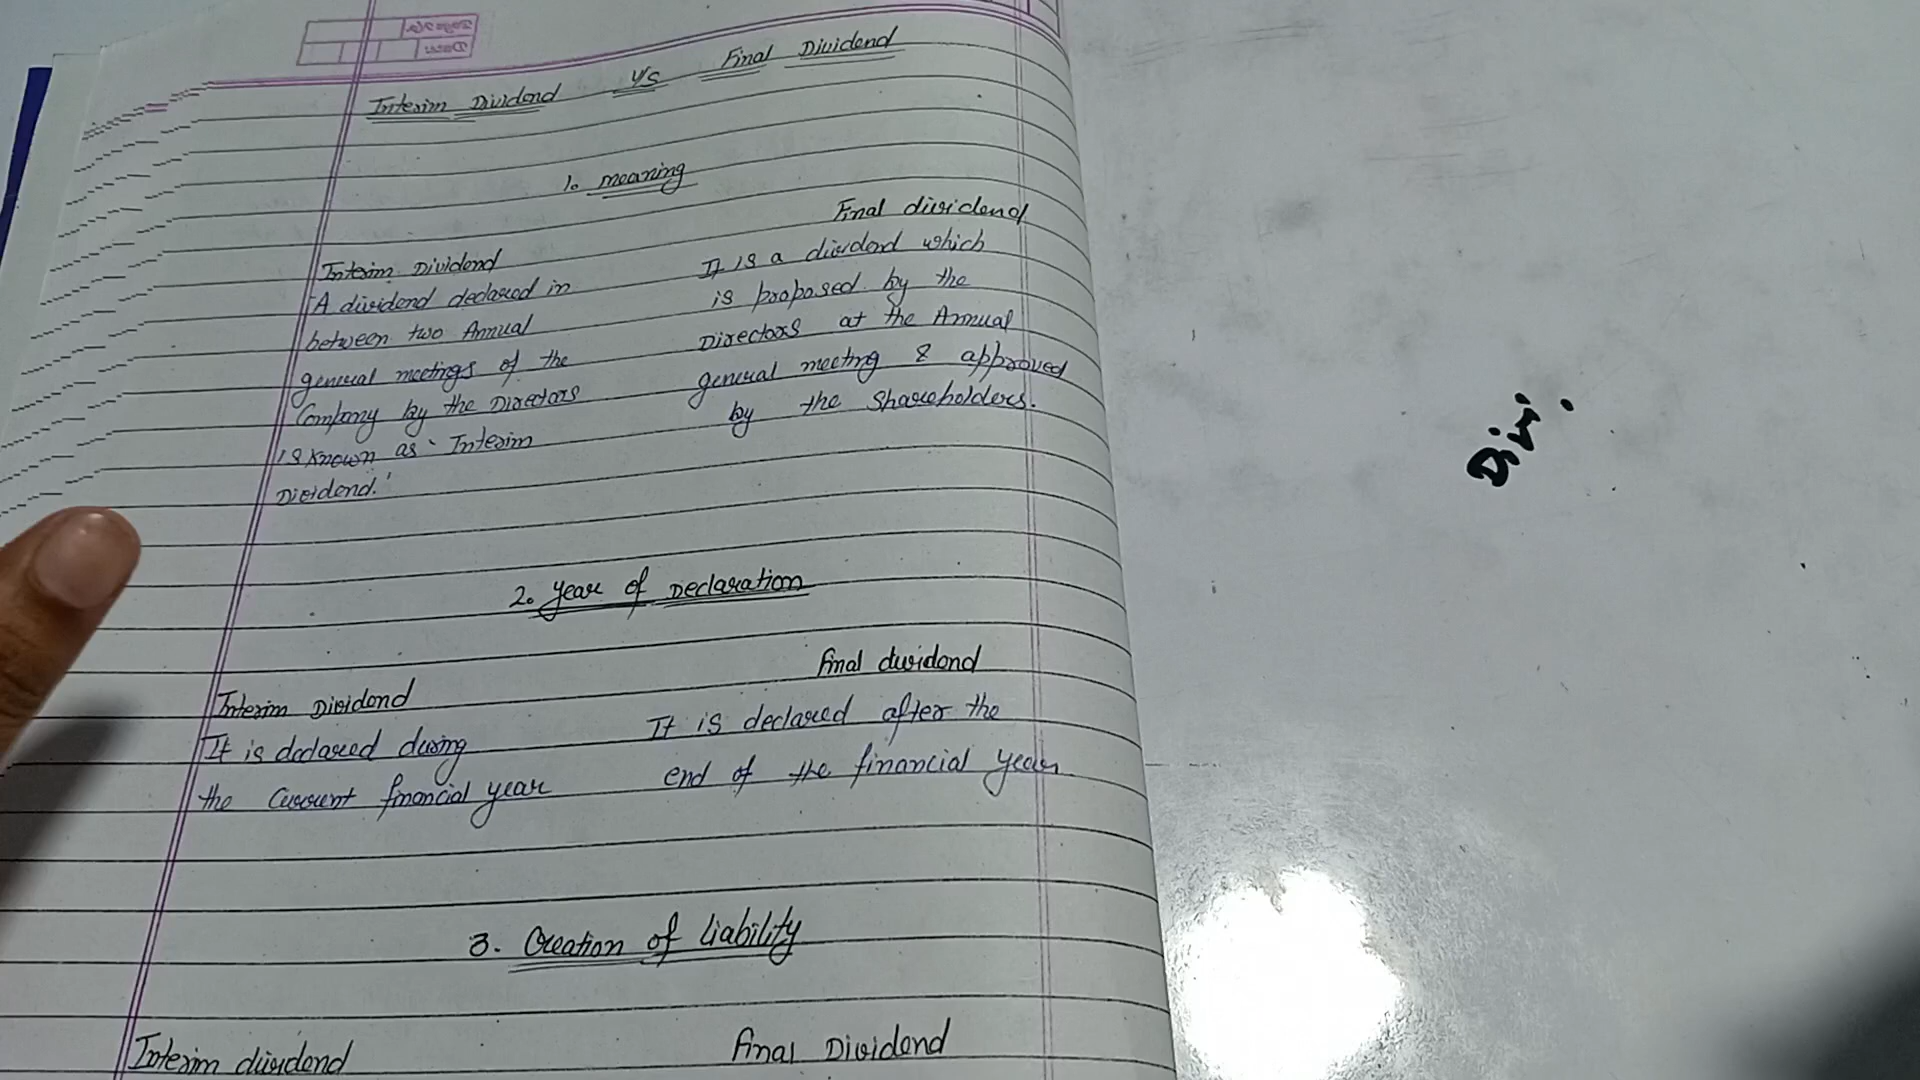 Interim Dividend V/S Final Dividend
1. meaning
Interim Dividend
A dividend declared in
between two Annual
general meetings of the
Company by the Directors
is known as 'Interim
Dividend.'
Final dividend
It is a dividend which
is proposed by the
Directors at the Annual
general meeting & approved
by the Shareholders.
2. year of Declaration
Interim Dividend
It is declared during
the Current financial year
final dividend
It is declared after the
end of the financial year
3. Creation of liability
Interim dividend
final Dividend
Divi.
Page No.
Date